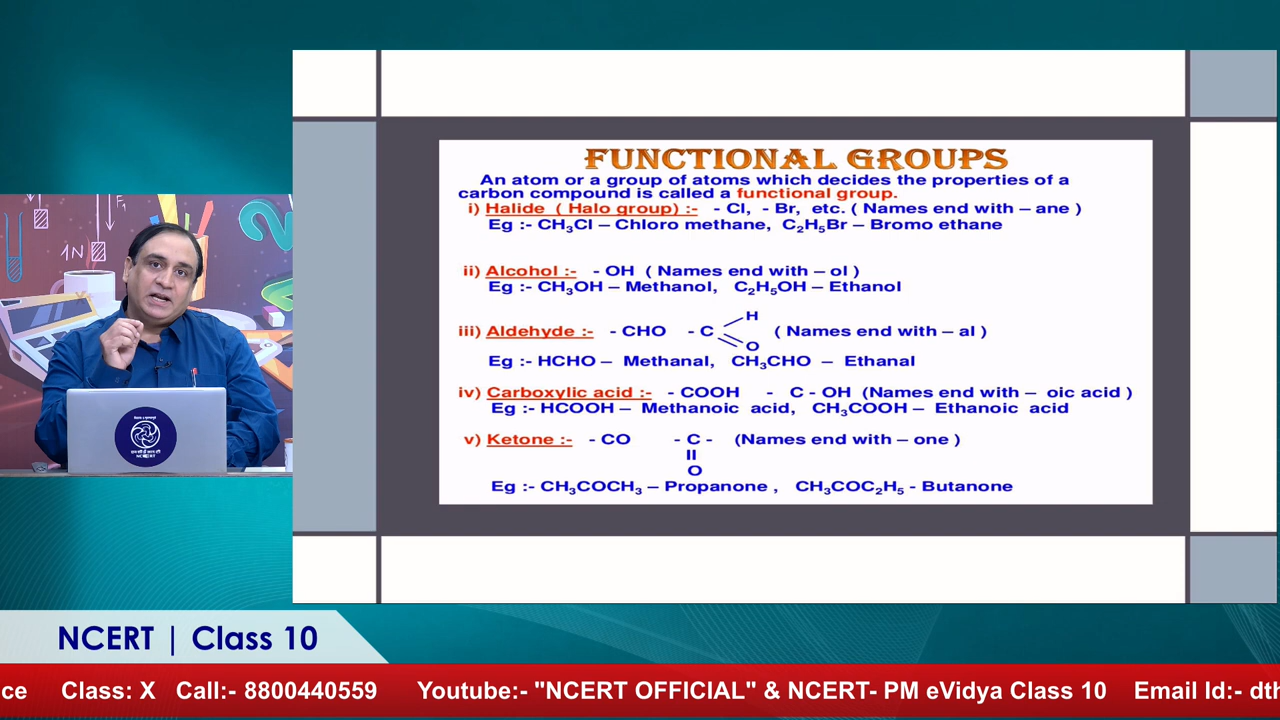 FUNCTIONAL GROUPS
An atom or a group of atoms which decides the properties of a
carbon compound is called a functional group.
i) Halide ( Halo group) :- - Cl, - Br, etc. ( Names end with – ane )
Eg :- CH₃Cl – Chloro methane, C₂H₅Br – Bromo ethane
ii) Alcohol :- - OH ( Names end with – ol )
Eg :- CH₃OH – Methanol, C₂H₅OH – Ethanol
H
iii) Aldehyde :- - CHO - C ( Names end with – al )
O
Eg :- HCHO – Methanal, CH₃CHO – Ethanal
iv) Carboxylic acid :- - COOH - C - OH (Names end with – oic acid )
Eg :- HCOOH – Methanoic acid, CH₃COOH – Ethanoic acid
v) Ketone :- - CO - C - (Names end with – one )
O
Eg :- CH₃COCH₃ – Propanone , CH₃COC₂H₅ - Butanone
1N
F₁
NCERT
NCERT | Class 10
ce Class: X Call:- 8800440559 Youtube:- "NCERT OFFICIAL" & NCERT- PM eVidya Class 10 Email Id:- dth